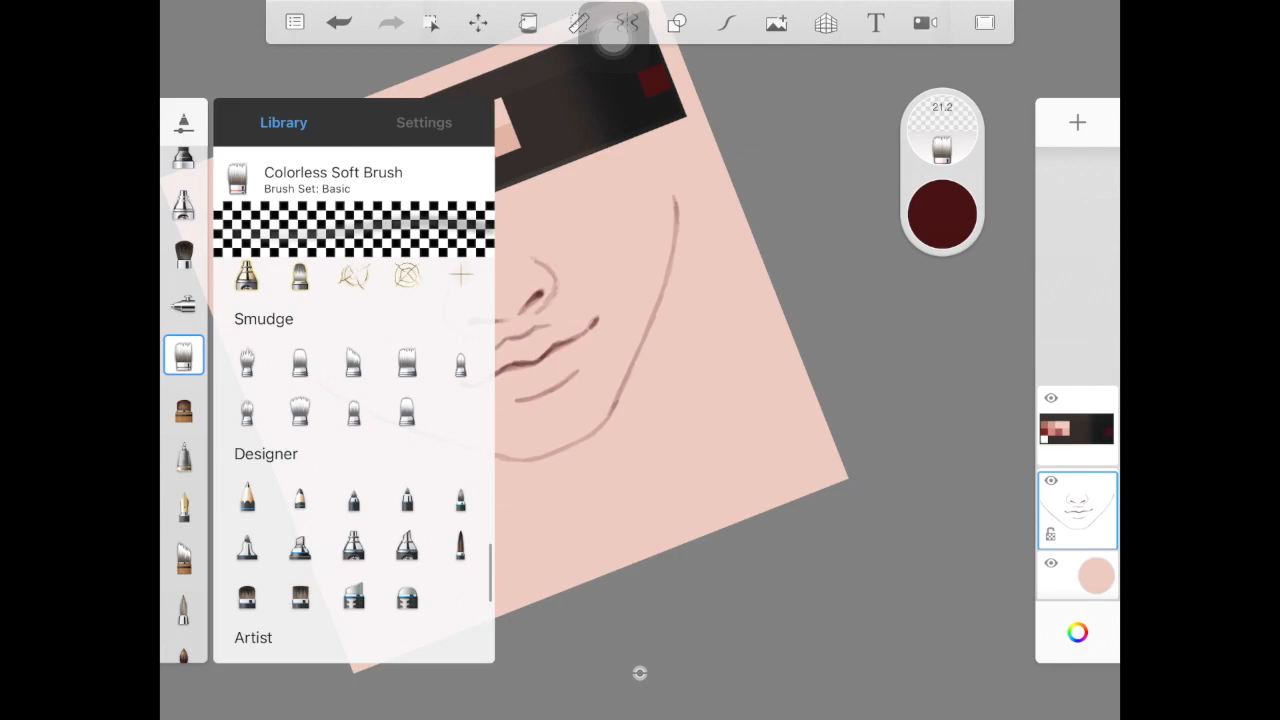 T
21.2
Library
Settings
Colorless Soft Brush
Brush Set: Basic
Smudge
Designer
Artist